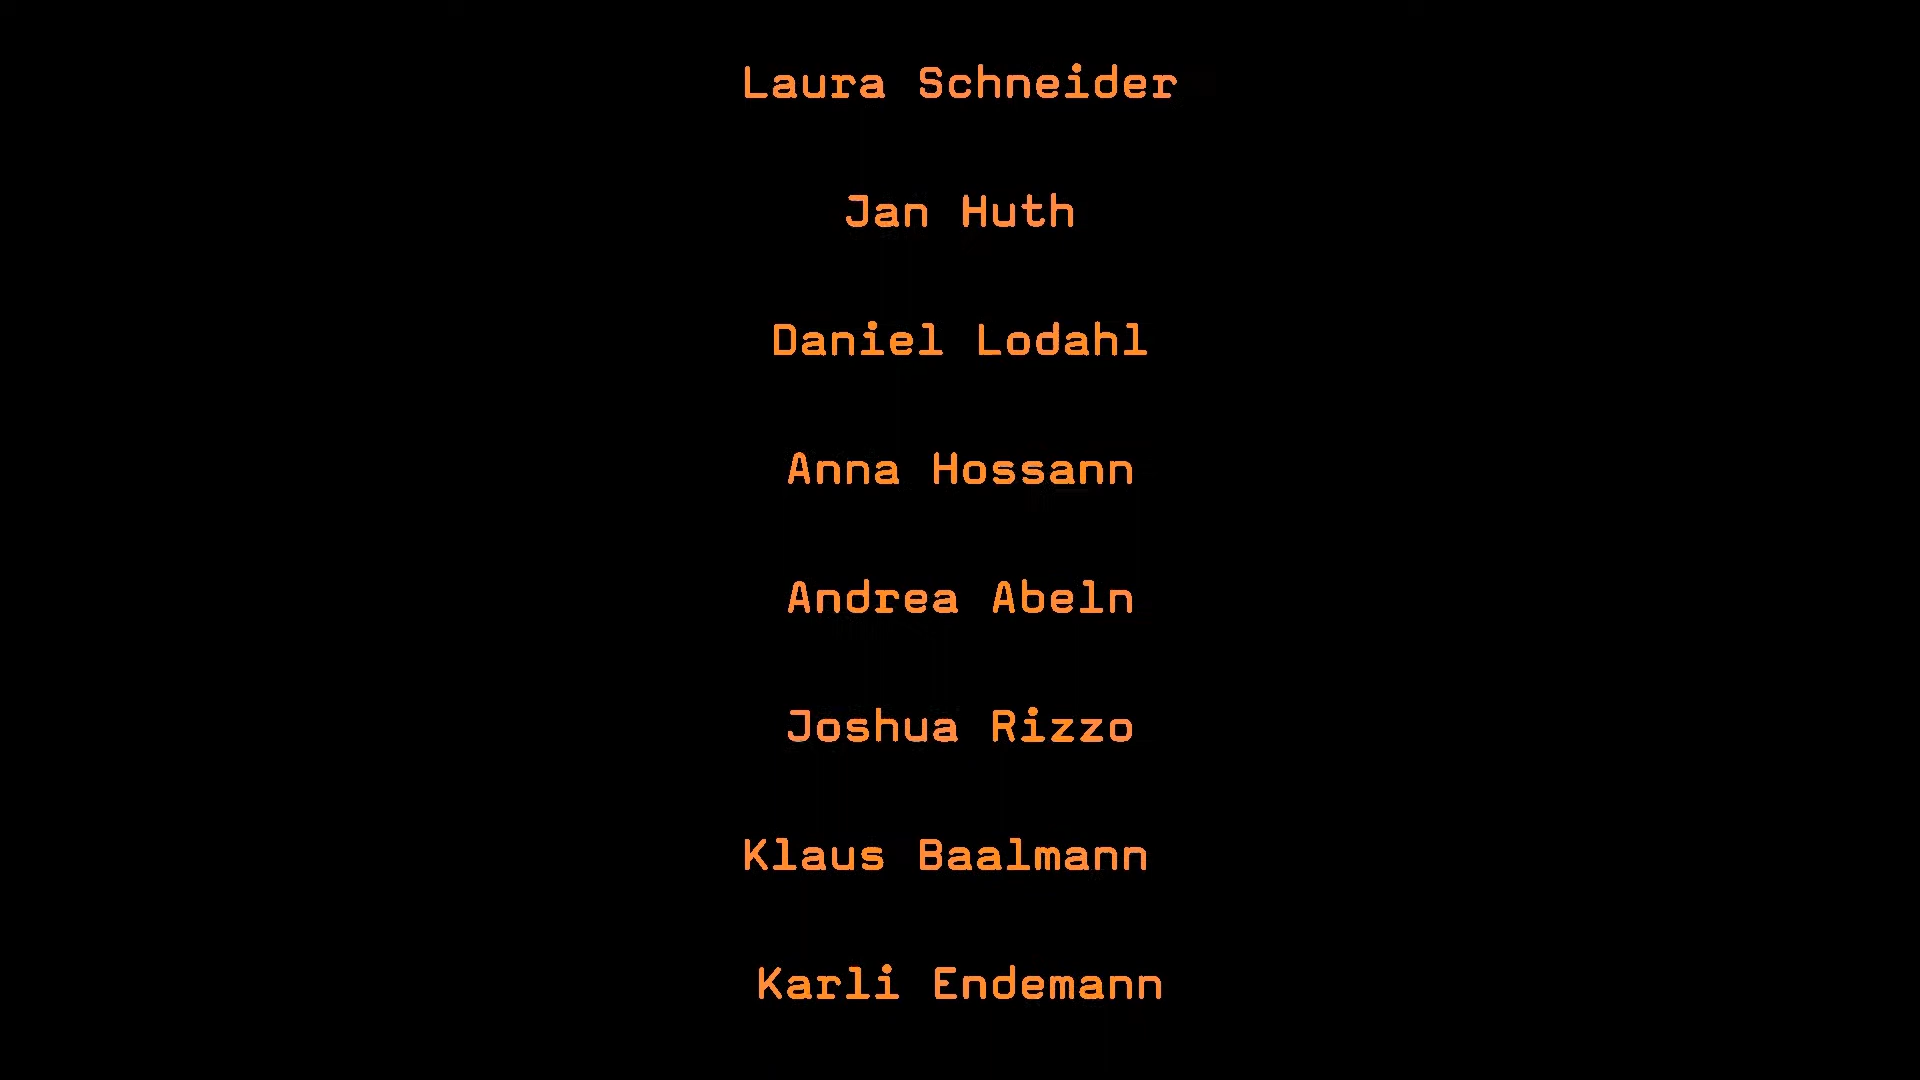 Laura Schneider
Jan Huth
Daniel Lodahl
Anna Hossann
Andrea Abeln
Joshua Rizzo
Klaus Baalmann
Karli Endemann